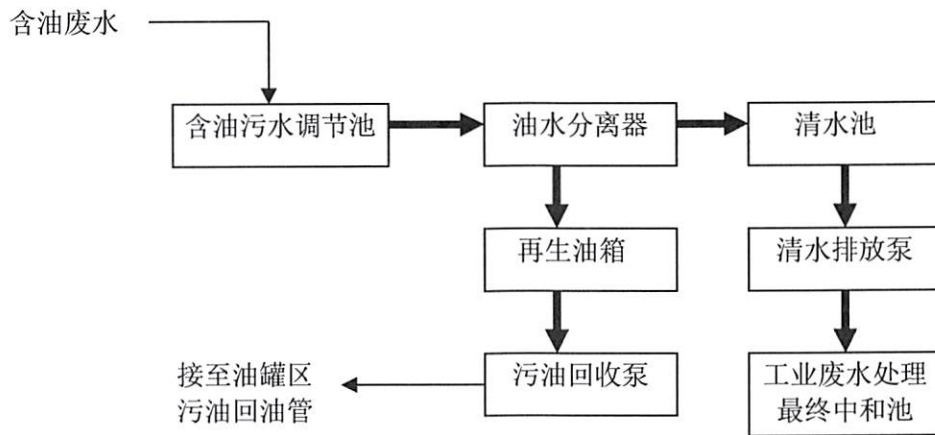 含油废水
含油污水调节池
油水分离器
清水池
再生油箱
清水排放泵
接至油罐区
污油回油管
污油回收泵
工业废水处理
最终中和池